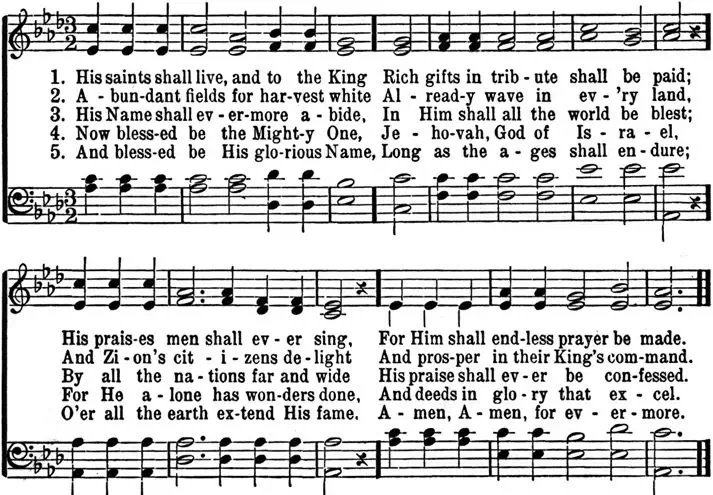 3 2
1. His saints shall live, and to the King Rich gifts in trib - ute shall be paid;
2. A - bun - dant fields for har - vest white Al - read - y wave in ev - 'ry land,
3. His Name shall ev - er - more a - bide, In Him shall all the world be blest;
4. Now bless - ed be the Might - y One, Je - ho - vah, God of Is - ra - el,
5. And bless - ed be His glo - rious Name, Long as the a - ges shall en - dure;
3 2
His prais - es men shall ev - er sing, For Him shall end - less prayer be made.
And Zi - on's cit - i - zens de - light And pros - per in their King's com - mand.
By all the na - tions far and wide His praise shall ev - er be con - fessed.
For He a - lone has won - ders done, And deeds in glo - ry that ex - cel.
O'er all the earth ex - tend His fame. A - men, A - men, for ev - er - more.